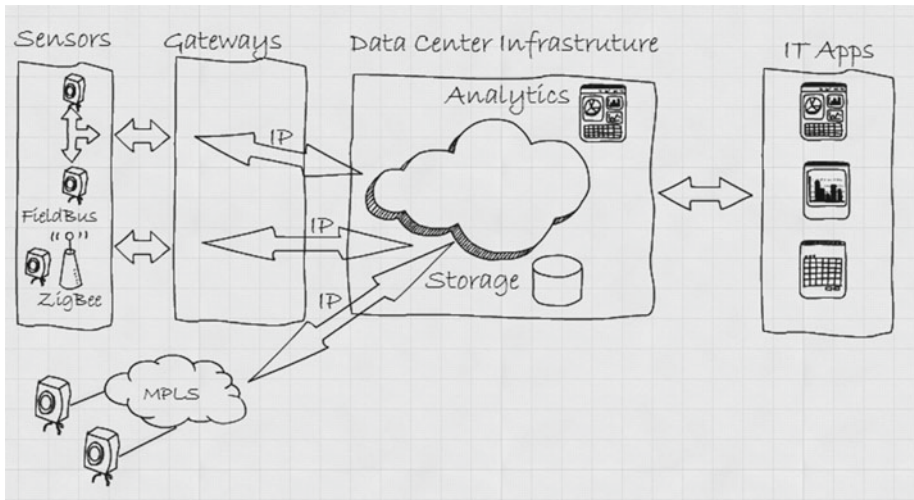 Sensors
Gateways
Data Center Infrastruture
IT Apps
Analytics
IP
FieldBus
IP
ZigBee
Storage
IP
MPLS